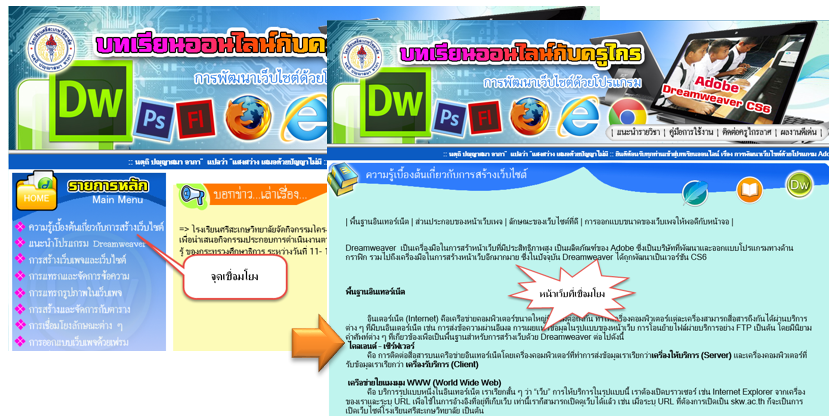 บทเรียนออนไลน์กับครู
การพัฒนาเว็บไซต์ด้วย
Dw
Ps
Fl
:: นตฺถิ ปญฺญาสมา อาภา" แปลว่า "แสงสว่าง เสมอด้วยปัญญาไม่มี ::
HOME
รายการหลัก
Main Menu
ความรู้เบื้องต้นเกี่ยวกับการสร้างเว็บไซต์
แนะนำโปรแกรม Dreamweaver
การสร้างเว็บเพจและเว็บไซต์
การแทรกและจัดการข้อความ
การแทรกรูปภาพในเว็บเพจ
การสร้างและจัดการกับตาราง
การเชื่อมโยงลักษณะต่าง ๆ
การออกแบบเว็บเพจด้วยเฟรม
บอกข่าว...เล่าเรื่อง...
=> โรงเรียนศรีสะเกษวิทยาลัยจัดกิจกรรมโครง
เพื่อนำเสนอกิจกรรมประกอบการดำเนินงานตา
รู้ ของกระทรวงศึกษาธิการ ระหว่างวันที่ 11- 1
จุดเชื่อมโยง
บทเรียนออนไลน์กับครูไกร
การพัฒนาเว็บไซต์ด้วยโปรแกรม
Adobe
Dreamweaver CS6
Dw
Ps
Fl
| แนะนำรายวิชา | คู่มือการใช้งาน | ติดต่อครูไกรลาศ | ผลงานดีเด่น |
:: นตฺถิ ปญฺญาสมา อาภา" แปลว่า "แสงสว่าง เสมอด้วยปัญญาไม่มี :: ยินดีต้อนรับทุกท่านเข้าสู่บทเรียนออนไลน์ เรื่อง การพัฒนาเว็บไซต์ด้วยโปรแกรม Ado
ความรู้เบื้องต้นเกี่ยวกับการสร้างเว็บไซต์
Dw
| พื้นฐานอินเทอร์เน็ต | ส่วนประกอบของหน้าเว็บเพจ | ลักษณะของเว็บไซต์ที่ดี | การออกแบบขนาดของเว็บเพจให้พอดีกับหน้าจอ |
Dreamweaver เป็นเครื่องมือในการสร้างหน้าเว็บที่มีประสิทธิภาพสูง เป็นผลิตภัณฑ์ของ Adobe ซึ่งเป็นบริษัทที่พัฒนาและออกแบบโปรแกรมทางด้าน
กราฟิก รวมไปถึงเครื่องมือในการสร้างหน้าเว็บอีกมากมาย ซึ่งในปัจจุบัน Dreamweaver ได้ถูกพัฒนาเป็นเวอร์ชัน CS6
หน้าเว็บที่เชื่อมโยง
พื้นฐานอินเทอร์เน็ต
อินเตอร์เน็ต (Internet) คือเครือข่ายคอมพิวเตอร์ขนาดใหญ่ ที่เครื่องคอมพิวเตอร์แต่ละเครื่องสามารถสื่อสารถึงกันได้ผ่านบริการ
ต่าง ๆ ที่มีบนอินเตอร์เน็ต เช่น การส่งข้อความผ่านอีเมล การเผยแพร่ข้อมูลในรูปแบบของหน้าเว็บ การโอนย้ายไฟล์ผ่านบริการอย่าง FTP เป็นต้น โดยมีนิยาม
คำศัพท์ต่าง ๆ ที่เกี่ยวข้องเพื่อเป็นพื้นฐานสำหรับการสร้างเว็บด้วย Dreamweaver ต่อไปดังนี้
ไคลเอนต์ - เซิร์ฟเวอร์
คือ การติดต่อสื่อสารบนเครือข่ายอินเทอร์เน็ตโดยเครื่องคอมพิวเตอร์ที่ทำการส่งข้อมูลเราเรียกว่าเครื่องให้บริการ (Server) และเครื่องคอมพิวเตอร์ที่
รับข้อมูลเราเรียกว่า เครื่องรับบริการ (Client)
เครือข่ายใยแมงมุม WWW (World Wide Web)
คือ บริการรูปแบบหนึ่งในอินเตอร์เน็ต เราเรียกสั้น ๆ ว่า "เว็บ" การให้บริการในรูปแบบนี้ เราต้องเปิดบราวเซอร์ เช่น Internet Explorer จากเครื่อง
ของเราและระบุ URL เพื่อใช้ในการอ้างอิงถึงอยู่ที่เก็บเว็บ เท่านี้เราก็สามารถเปิดดูเว็บได้แล้ว เช่น เมื่อระบุ URL ที่ต้องการเปิดเป็น skw.ac.th ก็จะเป็นการ
เปิดเว็บไซต์โรงเรียนศรีสะเกษวิทยาลัย เป็นต้น